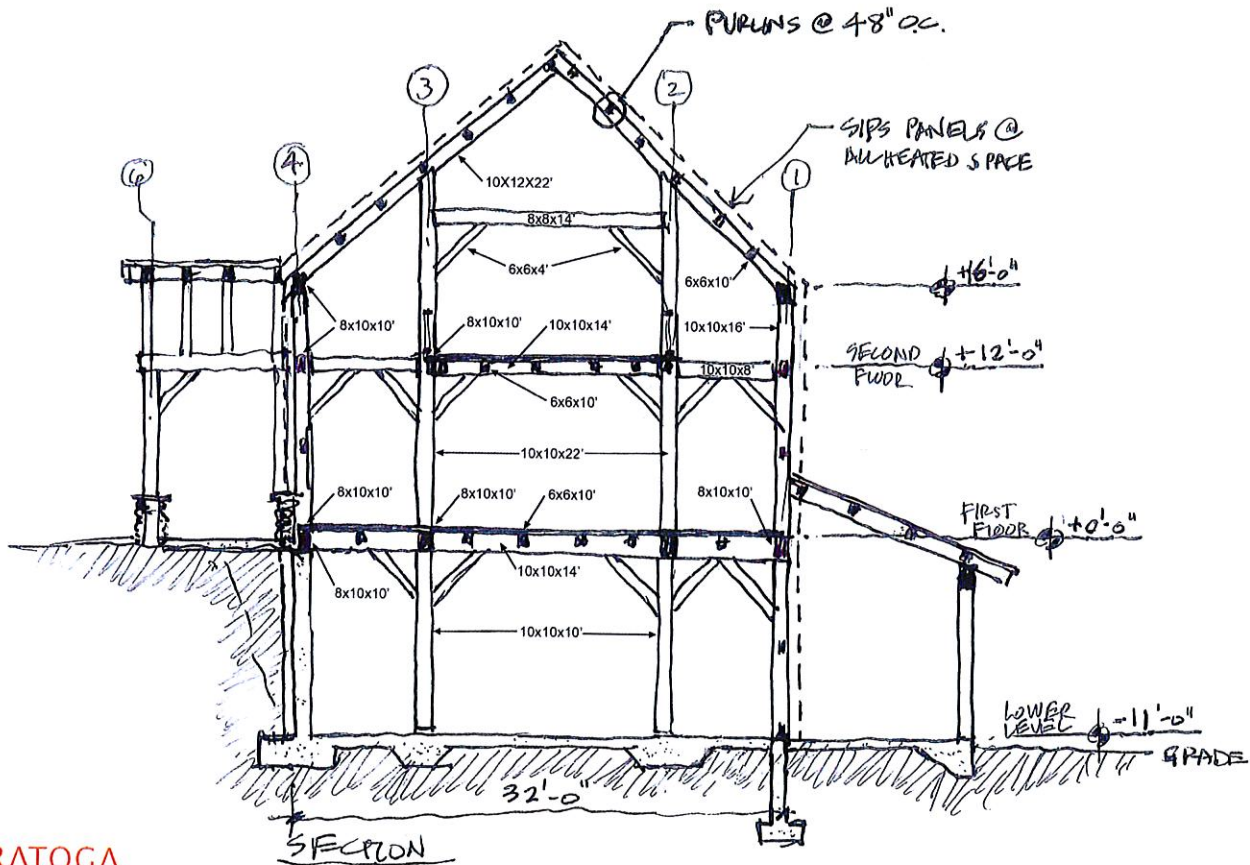 PURLINS @ 48" O.C.
SIPS PANELS @
ALL HEATED SPACE
3
2
6
4
1
10X12X22'
8x8x14'
6x6x4'
6x6x10'
+16'-0"
8x10x10'
8x10x10'
10x10x14'
10x10x16'
SECOND
FLOOR
+12'-0"
10x10x8'
6x6x10'
10x10x22'
8x10x10'
8x10x10'
6x6x10'
8x10x10'
FIRST
FLOOR
+0'-0"
10x10x14'
8x10x10'
10x10x10'
LOWER
LEVEL
-11'-0"
GRADE
32'-0"
SECTION
RATOGA